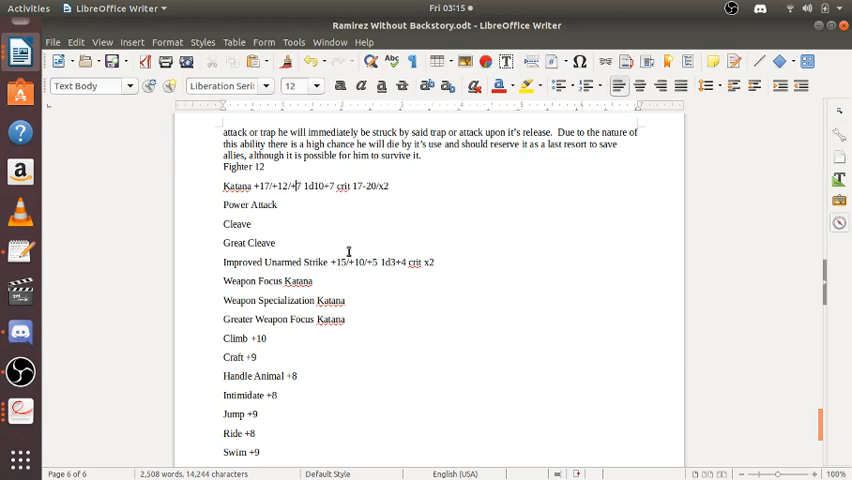 Activities
LibreOffice Writer
Fri 03:15
Ramirez Without Backstory.odt - LibreOffice Writer
File Edit View Insert Format Styles Table Form Tools Window Help
Text Body
Liberation Serif
12
attack or trap he will immediately be struck by said trap or attack upon it's release. Due to the nature of
this ability there is a high chance he will die by it's use and should reserve it as a last resort to save
allies, although it is possible for him to survive it.
Fighter 12
Katana +17/+12/+7 1d10+7 crit 17-20/x2
Power Attack
Cleave
Great Cleave
Improved Unarmed Strike +15/+10/+5 1d3+4 crit x2
Weapon Focus Katana
Weapon Specialization Katana
Greater Weapon Focus Katana
Climb +10
Craft +9
Handle Animal +8
Intimidate +8
Jump +9
Ride +8
Swim +9
Page 6 of 6
2,508 words, 14,244 characters
Default Style
English (USA)
100%